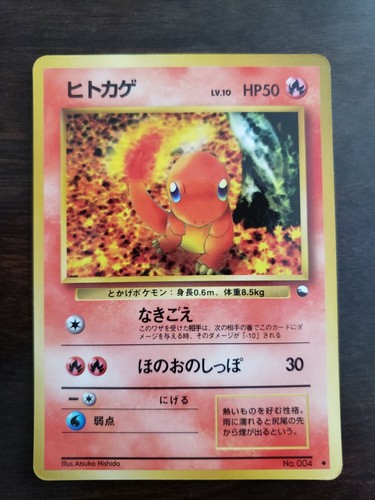 ヒトカゲ LV.10 HP50
とかげポケモン：身長0.6m、体重8.5kg
なきごえ
このワザを受けた相手は、次の相手の番でこのカードにダ
メージを与える時、そのダメージが「-10」される
ほのおのしっぽ 30
にげる
弱点
熱いものを好む性格。
雨に濡れると尻尾の先
から煙が出るという。
Illus.Atsuko Nishida No. 004